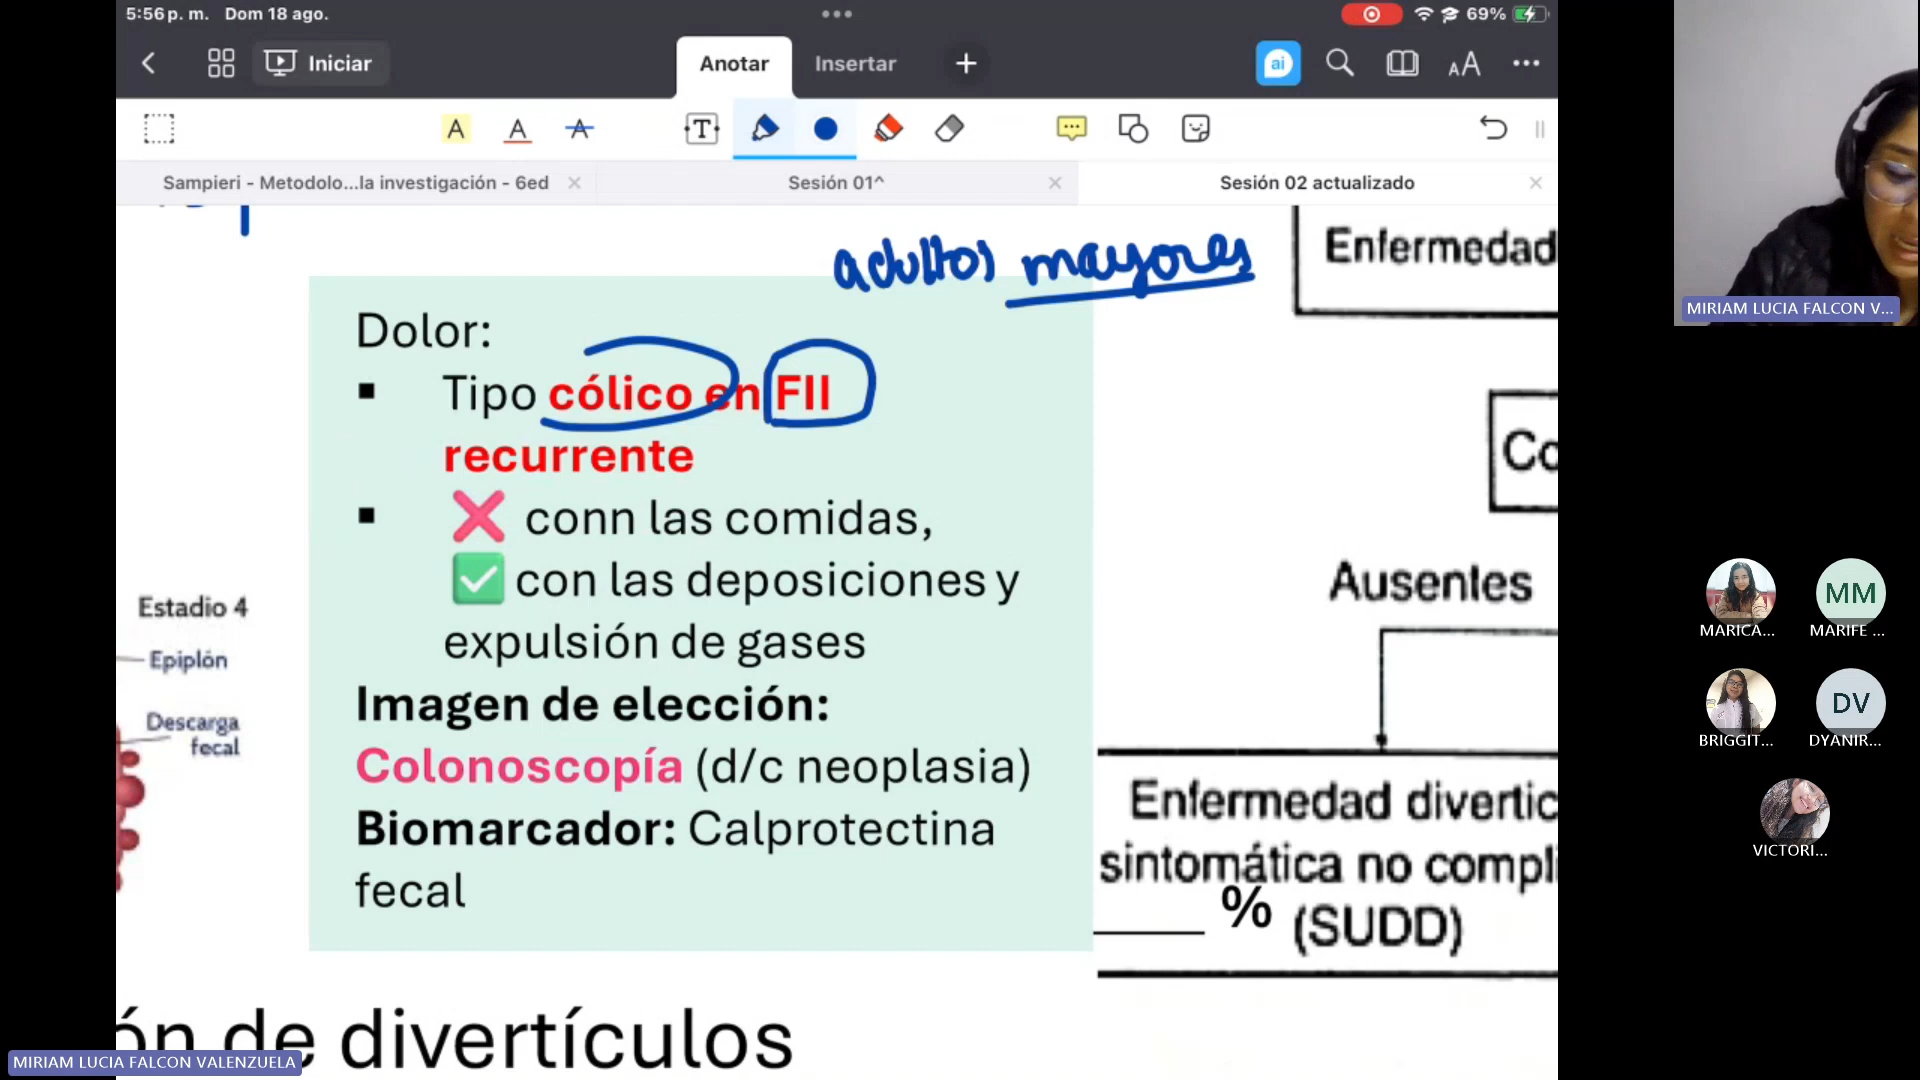 5:56 p. m. Dom 18 ago.
69%
Iniciar
Anotar
Insertar
ai
AA
A A A T
Sampieri - Metodolo...la investigación - 6ed
Sesión 01^
Sesión 02 actualizado
adultos mayores
Enfermedad
Dolor:
Tipo cólico en FII
recurrente
❌ conn las comidas,
✅ con las deposiciones y
expulsión de gases
Imagen de elección:
Colonoscopía (d/c neoplasia)
Biomarcador: Calprotectina
fecal
Estadio 4
Epiplón
Descarga
fecal
Co
Ausentes
Enfermedad divertic
sintomática no compli
(SUDD)
%
ón de divertículos
MIRIAM LUCIA FALCON VALENZUELA
MIRIAM LUCIA FALCON V...
MM
MARICA...
MARIFE ...
DV
BRIGGIT...
DYANIR...
VICTORI...